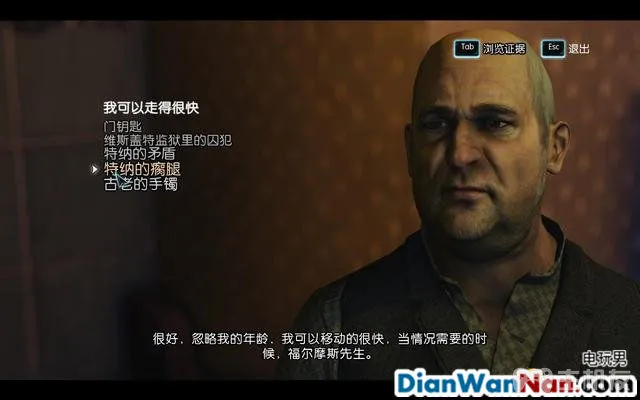 Tab 浏览证据 Esc 退出
我可以走得很快
门钥匙
维斯盖特监狱里的囚犯
特纳的矛盾
特纳的瘸腿
古老的手镯
很好，忽略我的年龄，我可以移动的很快，当情况需要的时
候，福尔摩斯先生。
电玩男
DianWanNan.com